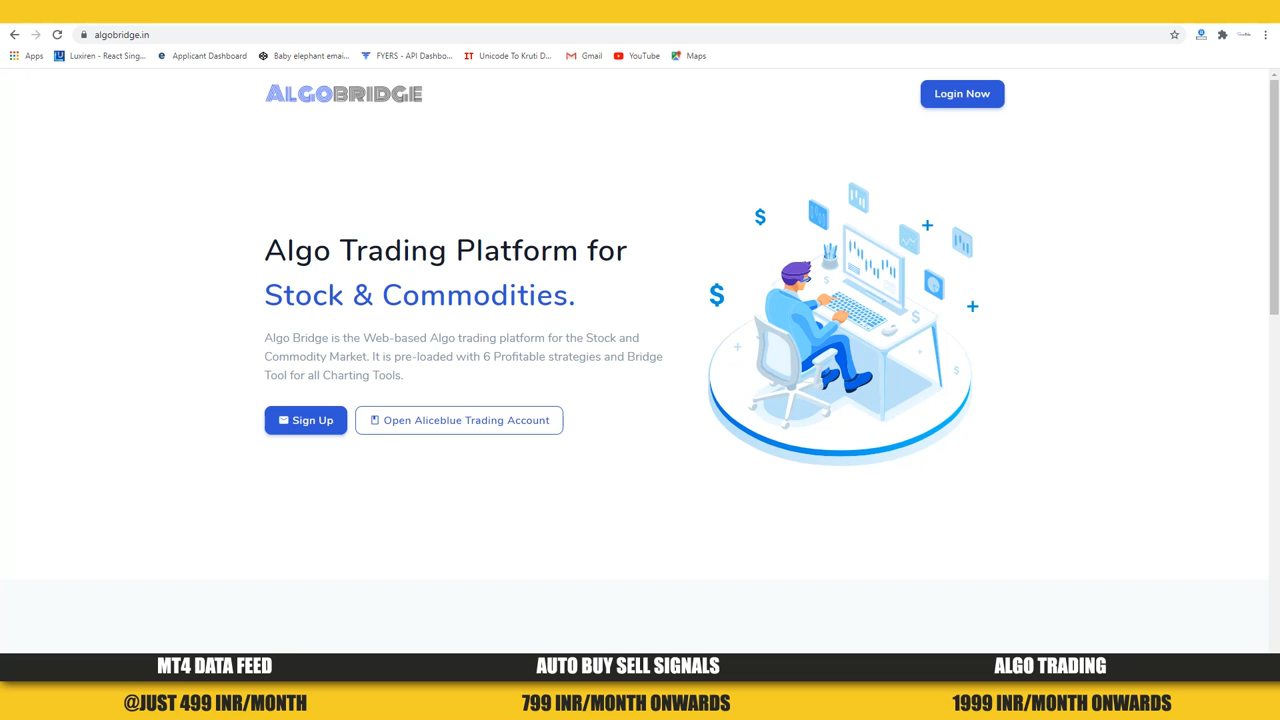 algobridge.in
Apps Luxiren - React Sing... Applicant Dashboard Baby elephant emai... FYERS - API Dashbo... IT Unicode To Kruti D... Gmail YouTube Maps
ALGOBRIDGE
Login Now
Algo Trading Platform for
Stock & Commodities.
Algo Bridge is the Web-based Algo trading platform for the Stock and
Commodity Market. It is pre-loaded with 6 Profitable strategies and Bridge
Tool for all Charting Tools.
Sign Up Open Aliceblue Trading Account
MT4 DATA FEED AUTO BUY SELL SIGNALS ALGO TRADING
@JUST 499 INR/MONTH 799 INR/MONTH ONWARDS 1999 INR/MONTH ONWARDS